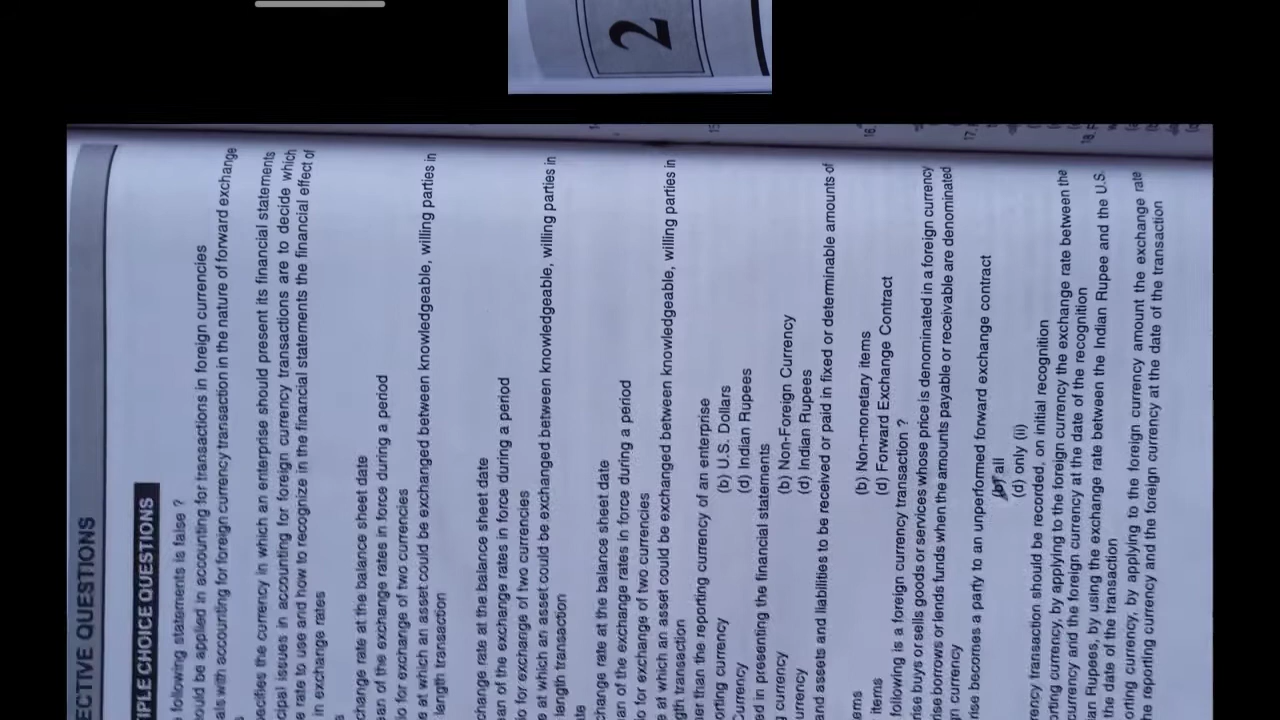 2
ECTIVE QUESTIONS
IPLE CHOICE QUESTIONS
following statements is false ?
ould be applied in accounting for transactions in foreign currencies
als with accounting for foreign currency transaction in the nature of forward exchange
ecifies the currency in which an enterprise should present its financial statements
cipal issues in accounting for foreign currency transactions are to decide which
e rate to use and how to recognize in the financial statements the financial effect of
in exchange rates
change rate at the balance sheet date
an of the exchange rates in force during a period
io for exchange of two currencies
e at which an asset could be exchanged between knowledgeable, willing parties in
length transaction
change rate at the balance sheet date
an of the exchange rates in force during a period
io for exchange of two currencies
e at which an asset could be exchanged between knowledgeable, willing parties in
length transaction
ate
change rate at the balance sheet date
an of the exchange rates in force during a period
io for exchange of two currencies
e at which an asset could be exchanged between knowledgeable, willing parties in
gth transaction
er than the reporting currency of an enterprise
orting currency (b) U.S. Dollars
Currency (d) Indian Rupees
ed in presenting the financial statements
g currency (b) Non-Foreign Currency
urrency (d) Indian Rupees
and assets and liabilities to be received or paid in fixed or determinable amounts of
ems (b) Non-monetary items
items (d) Forward Exchange Contract
following is a foreign currency transaction ?
rise buys or sells goods or services whose price is denominated in a foreign currency
rise borrows or lends funds when the amounts payable or receivable are denominated
gn currency
rise becomes a party to an unperformed forward exchange contract
(b) all
(d) only (ii)
rency transaction should be recorded, on initial recognition
orting currency, by applying to the foreign currency the exchange rate between the
currency and the foreign currency at the date of the recognition
an Rupees, by using the exchange rate between the Indian Rupee and the U.S.
the date of the transaction
orting currency, by applying to the foreign currency amount the exchange rate
he reporting currency and the foreign currency at the date of the transaction
16.
17.
18.